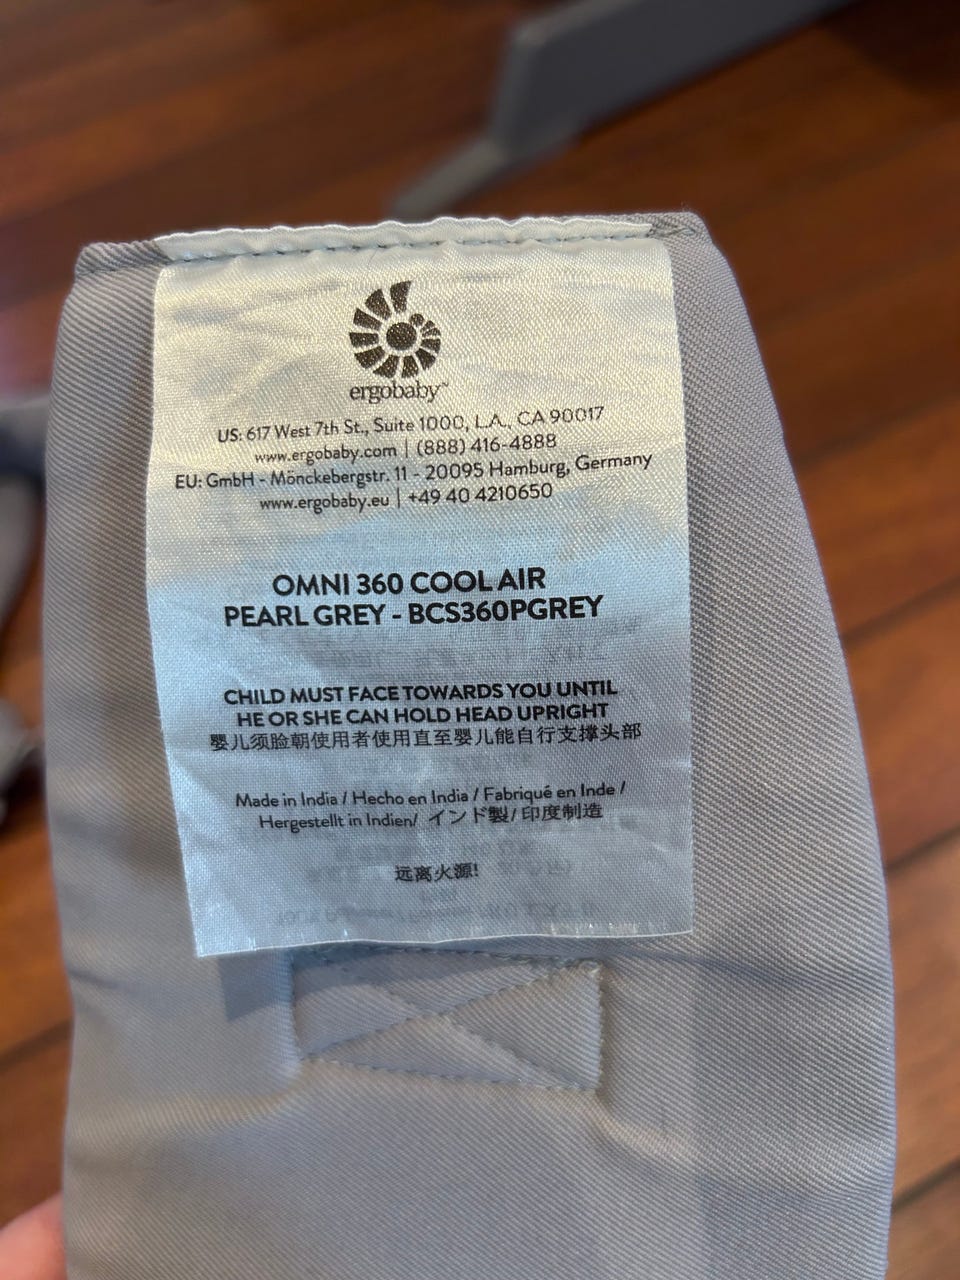 ergobaby™
US: 617 West 7th St., Suite 1000, L.A., CA 90017
www.ergobaby.com | (888) 416-4888
EU: GmbH - Mönckebergstr. 11 - 20095 Hamburg, Germany
www.ergobaby.eu | +49 40 4210650
OMNI 360 COOL AIR
PEARL GREY - BCS360PGREY
CHILD MUST FACE TOWARDS YOU UNTIL
HE OR SHE CAN HOLD HEAD UPRIGHT
婴儿须脸朝使用者使用直至婴儿能自行支撑头部
Made in India / Hecho en India / Fabriqué en Inde /
Hergestellt in Indien/ インド製/ 印度制造
远离火源!